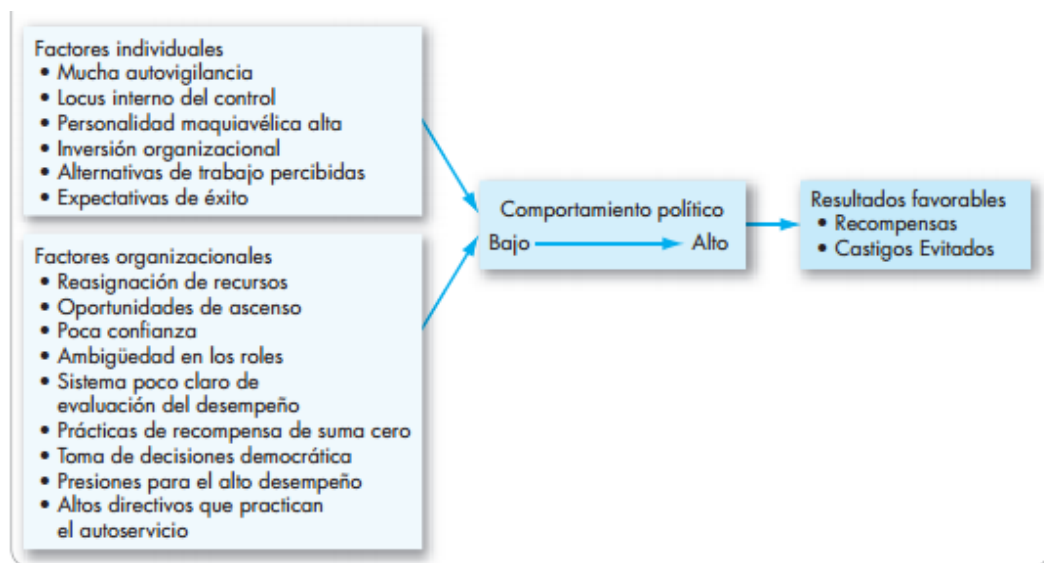 Factores individuales
• Mucha autovigilancia
• Locus interno del control
• Personalidad maquiavélica alta
• Inversión organizacional
• Alternativas de trabajo percibidas
• Expectativas de éxito
Factores organizacionales
• Reasignación de recursos
• Oportunidades de ascenso
• Poca confianza
• Ambigüedad en los roles
• Sistema poco claro de
evaluación del desempeño
• Prácticas de recompensa de suma cero
• Toma de decisiones democrática
• Presiones para el alto desempeño
• Altos directivos que practican
el autoservicio
Comportamiento político
Bajo Alto
Resultados favorables
• Recompensas
• Castigos Evitados